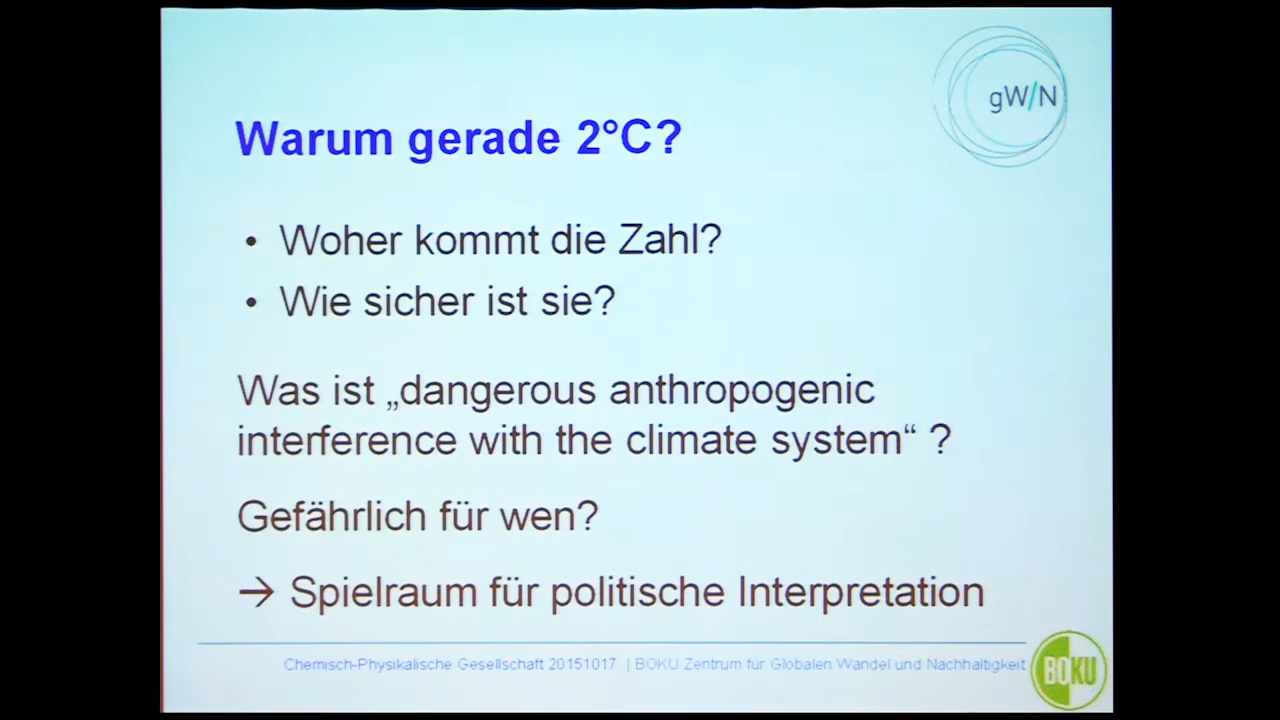 gW/N
Warum gerade 2°C?
• Woher kommt die Zahl?
• Wie sicher ist sie?
Was ist „dangerous anthropogenic
interference with the climate system“ ?
Gefährlich für wen?
→ Spielraum für politische Interpretation
Chemisch-Physikalische Gesellschaft 20151017 | BOKU Zentrum für Globalen Wandel und Nachhaltigkeit
BOKU